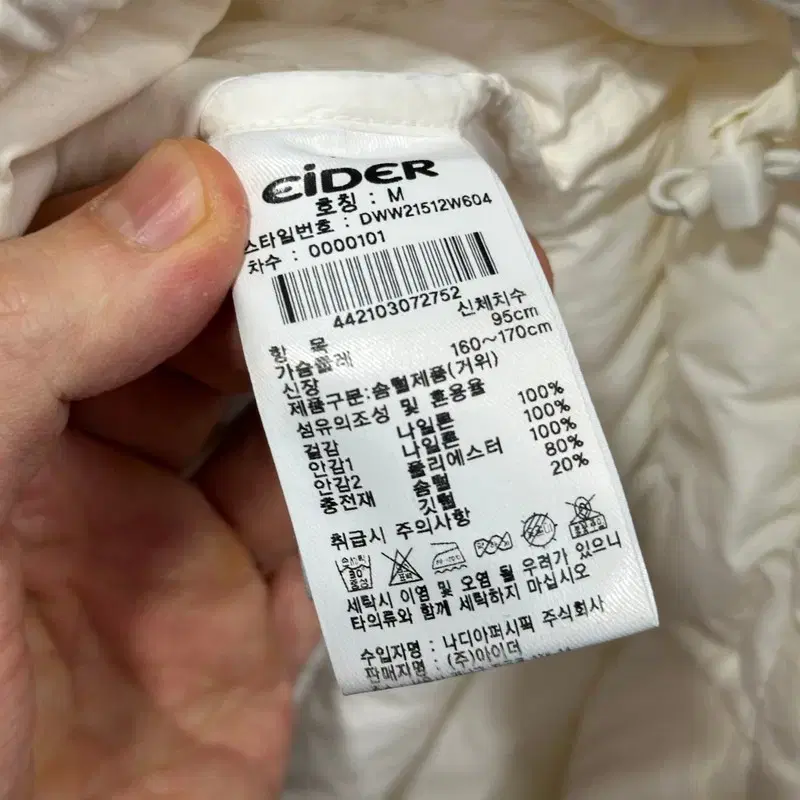 EiDER
호칭 : M
스타일번호 : DWW21512W604
차수 : 0000101
442103072752
항 목 신체치수
가슴둘레 95cm
신장 160~170cm
제품구분:솜털제품(거위)
섬유의조성 및 혼용율
겉감 나일론 100%
안감1 나일론 100%
안감2 폴리에스터 100%
충전재 솜털 80%
깃털 20%
취급시 주의사항
세탁시 이염 및 오염 될 우려가 있으니
타의류와 함께 세탁하지 마십시오
수입자명 : 나디아퍼시픽 주식회사
판매자명 : (주)아이더